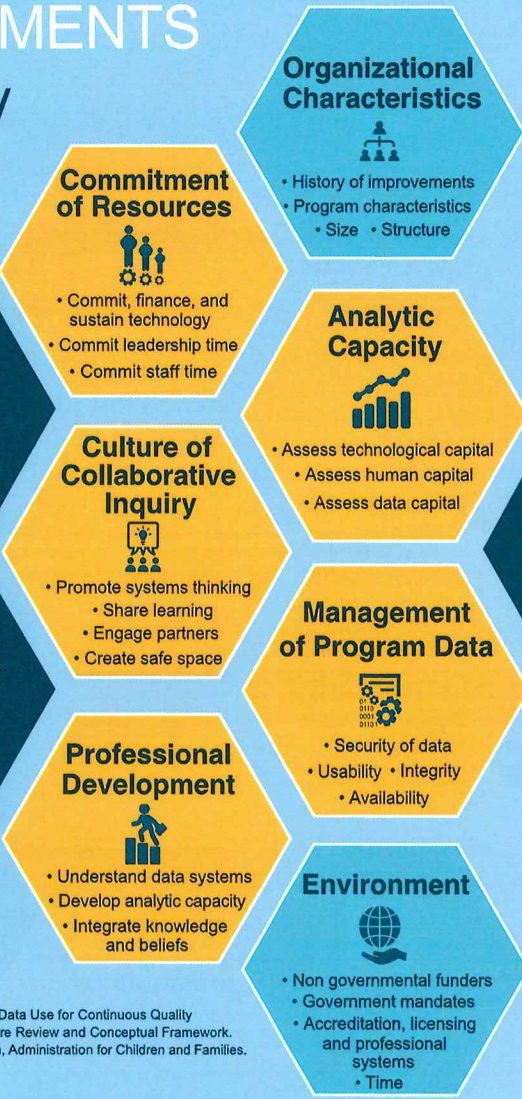 MENTS
Organizational
Characteristics
• History of improvements
• Program characteristics
• Size • Structure
Commitment
of Resources
• Commit, finance, and
sustain technology
• Commit leadership time
• Commit staff time
Analytic
Capacity
• Assess technological capital
• Assess human capital
• Assess data capital
Culture of
Collaborative
Inquiry
• Promote systems thinking
• Share learning
• Engage partners
• Create safe space
Management
of Program Data
01
0110
0001
01101
• Security of data
• Usability • Integrity
• Availability
Professional
Development
• Understand data systems
• Develop analytic capacity
• Integrate knowledge
and beliefs
Environment
• Non governmental funders
• Government mandates
• Accreditation, licensing
and professional
systems
• Time
Data Use for Continuous Quality
re Review and Conceptual Framework.
, Administration for Children and Families.